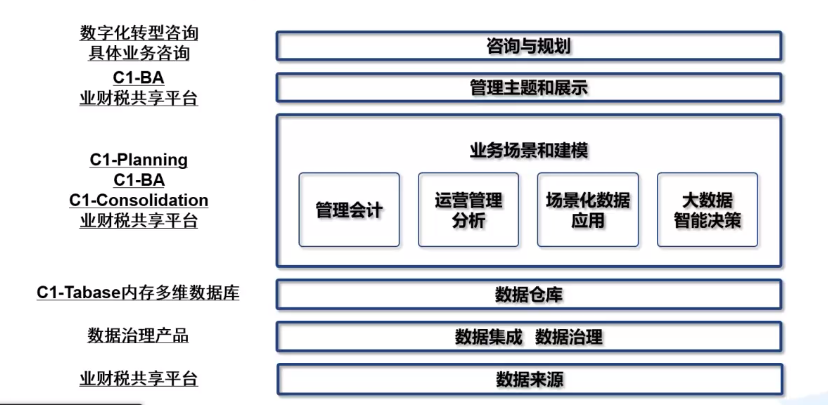 数字化转型咨询
具体业务咨询
咨询与规划
C1-BA
业财税共享平台
管理主题和展示
C1-Planning
C1-BA
C1-Consolidation
业财税共享平台
业务场景和建模
管理会计
运营管理
分析
场景化数据
应用
大数据
智能决策
C1-Tabase内存多维数据库
数据仓库
数据治理产品
数据集成 数据治理
业财税共享平台
数据来源